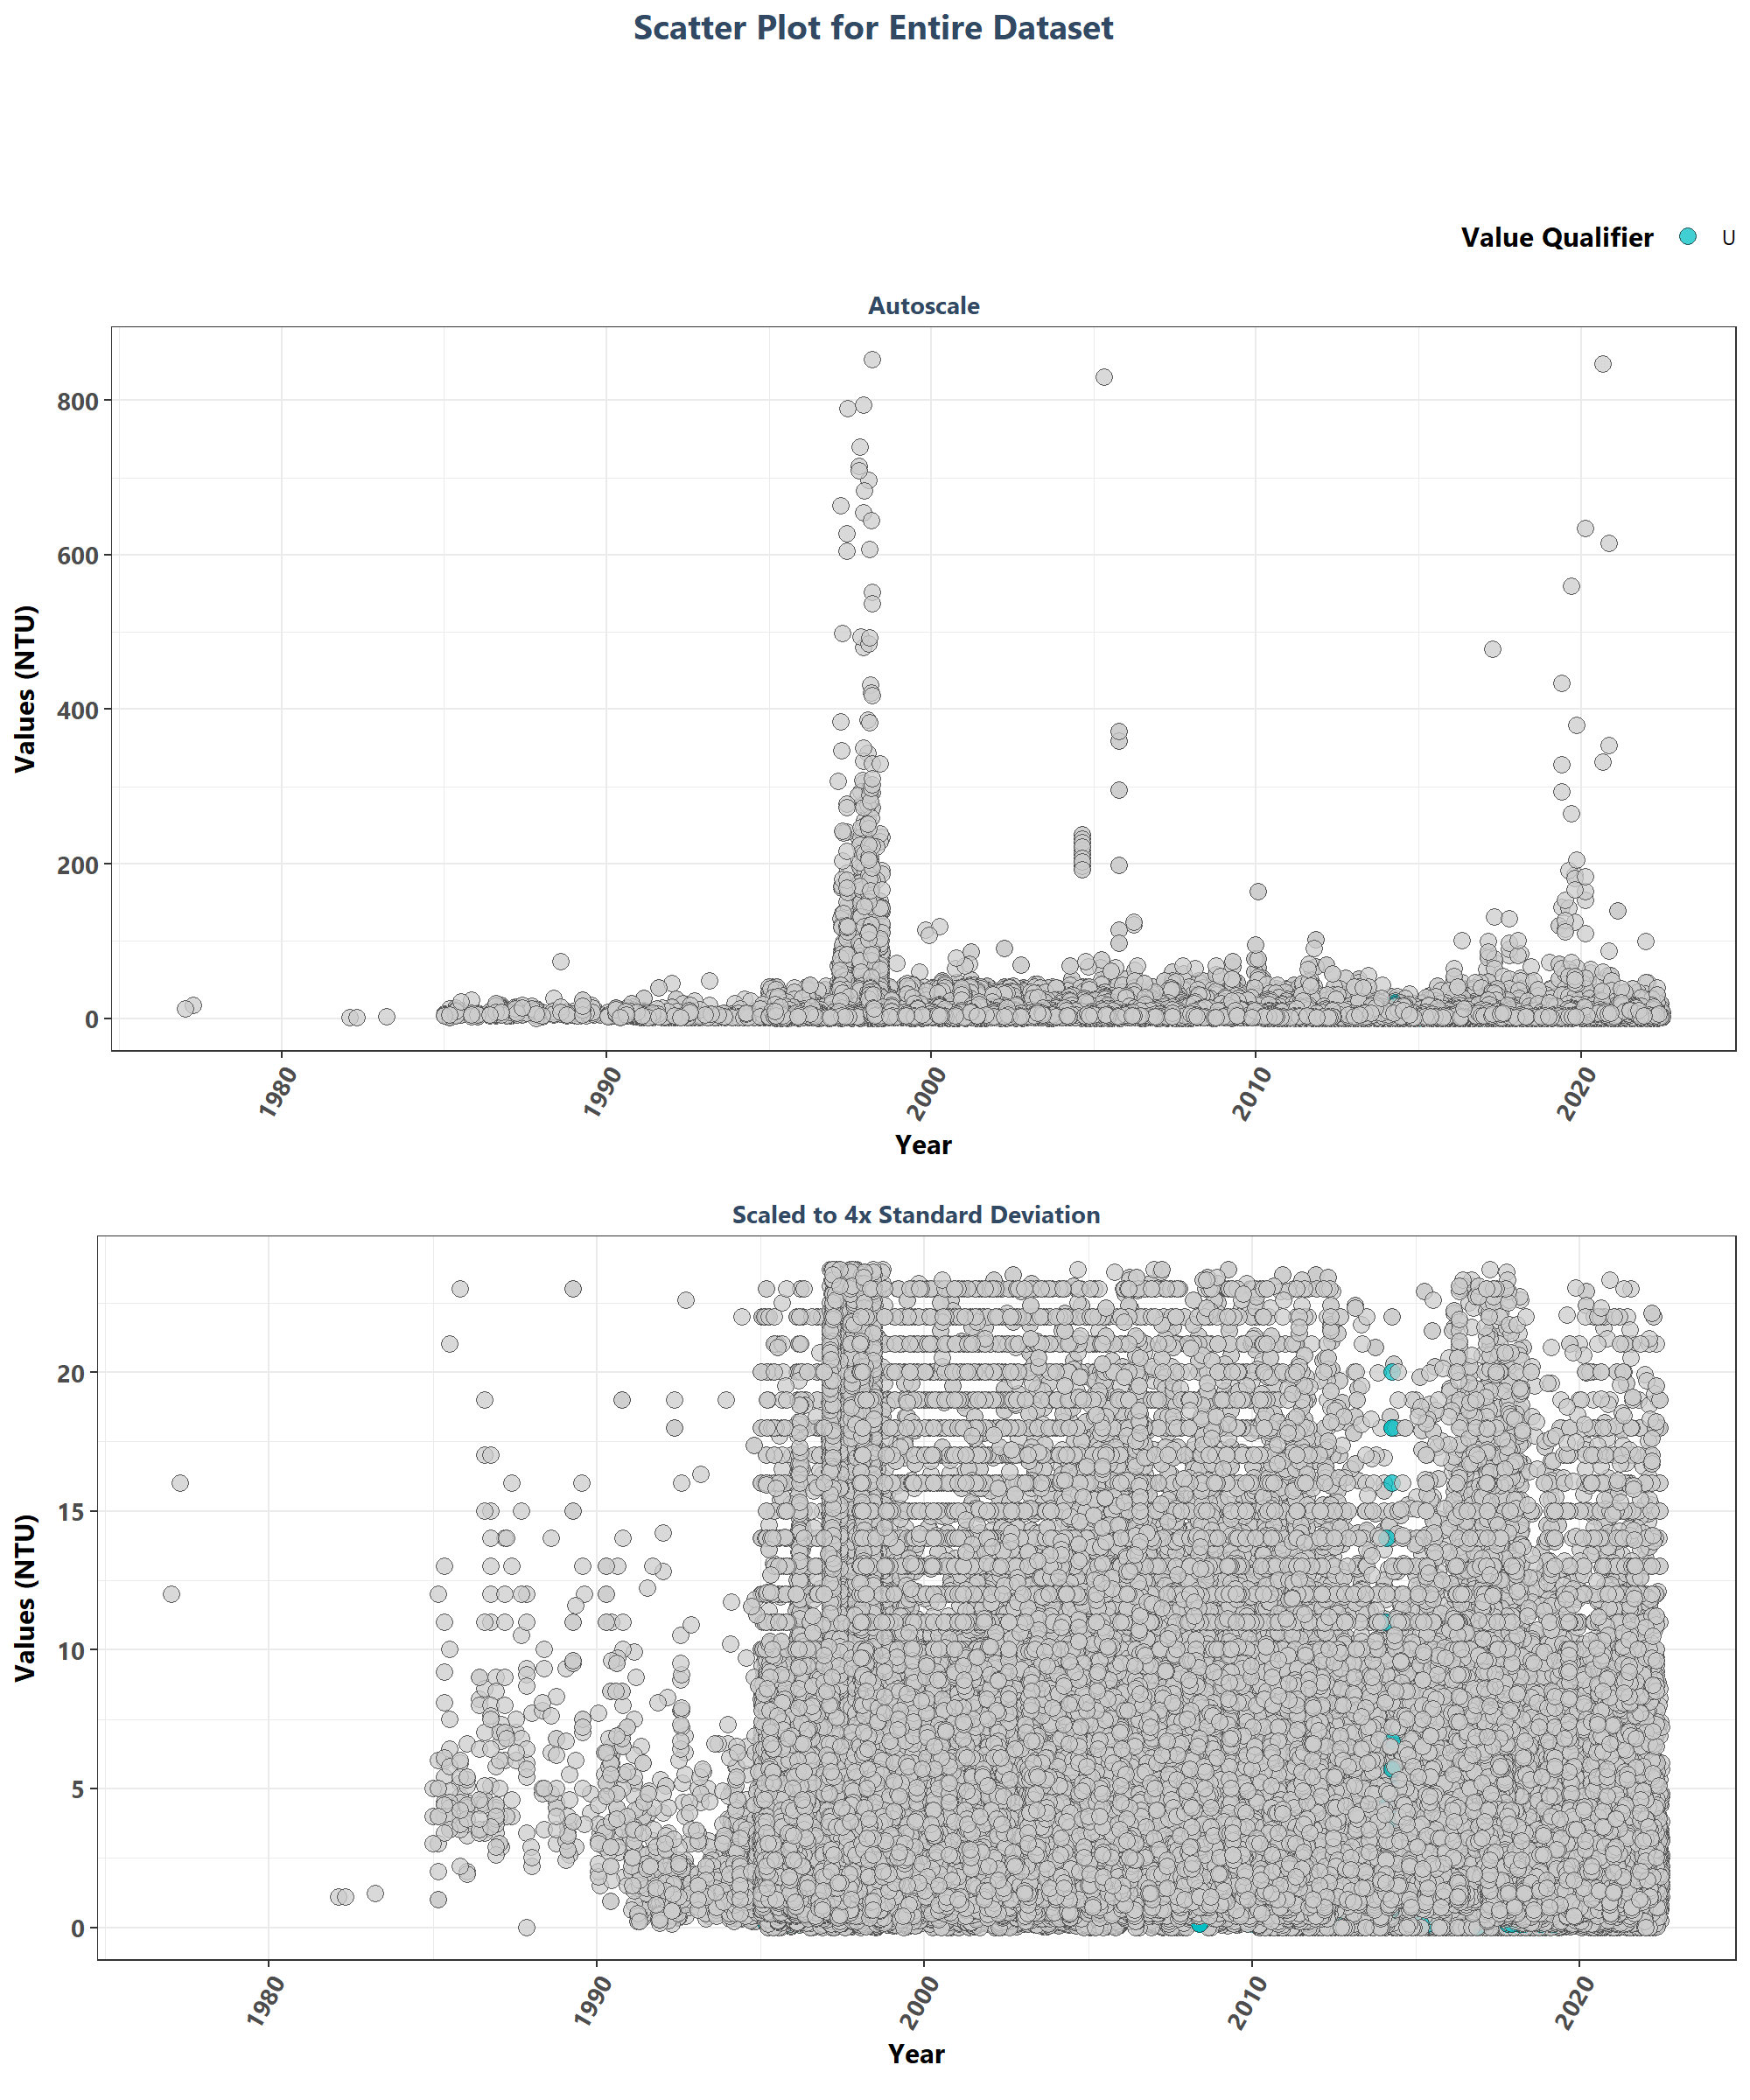 Scatter Plot for Entire Dataset
Value Qualifier U
Autoscale
800
600
400
200
0
Values (NTU)
1980 1990 2000 2010 2020
Year
Scaled to 4x Standard Deviation
20
15
10
5
0
Values (NTU)
1980 1990 2000 2010 2020
Year